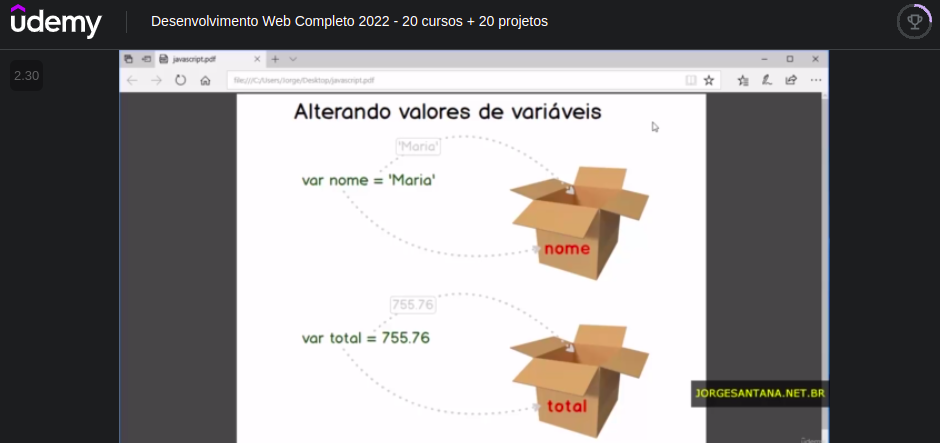 udemy
Desenvolvimento Web Completo 2022 - 20 cursos + 20 projetos
2.30
javascript.pdf
file:///C:/Users/Jorge/Desktop/javascript.pdf
Alterando valores de variáveis
'Maria'
var nome = 'Maria'
nome
755.76
var total = 755.76
total
JORGESANTANA.NET.BR
udemy